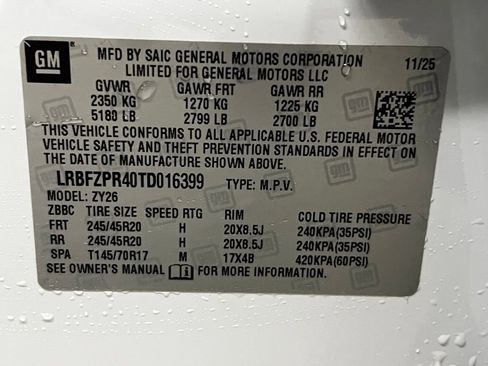 GM
MFD BY SAIC GENERAL MOTORS CORPORATION 11/25
LIMITED FOR GENERAL MOTORS LLC
GVWR GAWR FRT GAWR RR
2350 KG 1270 KG 1225 KG
5180 LB 2799 LB 2700 LB
THIS VEHICLE CONFORMS TO ALL APPLICABLE U.S. FEDERAL MOTOR
VEHICLE SAFETY AND THEFT PREVENTION STANDARDS IN EFFECT ON
THE DATE OF MANUFACTURE SHOWN ABOVE.
LRBFZPR40TD016399 TYPE: M.P.V.
MODEL: ZY26
ZBBC TIRE SIZE SPEED RTG RIM COLD TIRE PRESSURE
FRT 245/45R20 H 20X8.5J 240KPA(35PSI)
RR 245/45R20 H 20X8.5J 240KPA(35PSI)
SPA T145/70R17 M 17X4B 420KPA(60PSI)
SEE OWNER'S MANUAL FOR MORE INFORMATION